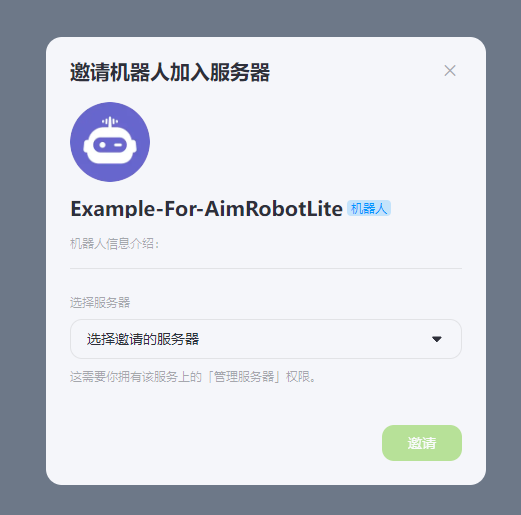 邀请机器人加入服务器
Example-For-AimRobotLite 机器人
机器人信息介绍：
选择服务器
选择邀请的服务器
这需要你拥有该服务上的「管理服务器」权限。
邀请